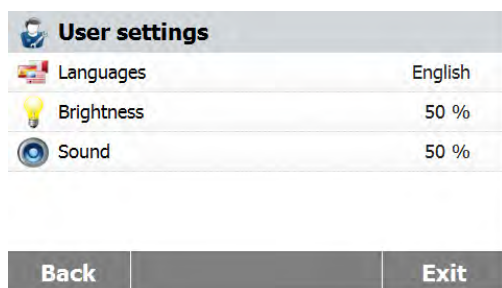 User settings
Languages English
Brightness 50 %
Sound 50 %
Back Exit